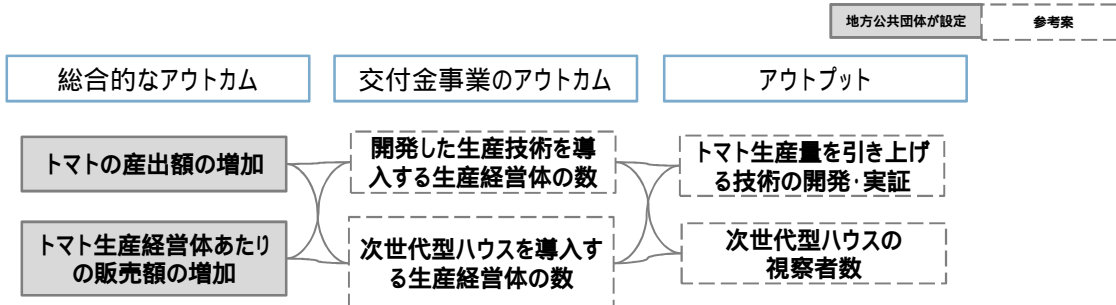 地方公共団体が設定
参考案
総合的なアウトカム
交付金事業のアウトカム
アウトプット
トマトの産出額の増加
開発した生産技術を導
入する生産経営体の数
トマト生産量を引き上げ
る技術の開発・実証
トマト生産経営体あたり
の販売額の増加
次世代型ハウスを導入す
る生産経営体の数
次世代型ハウスの
視察者数